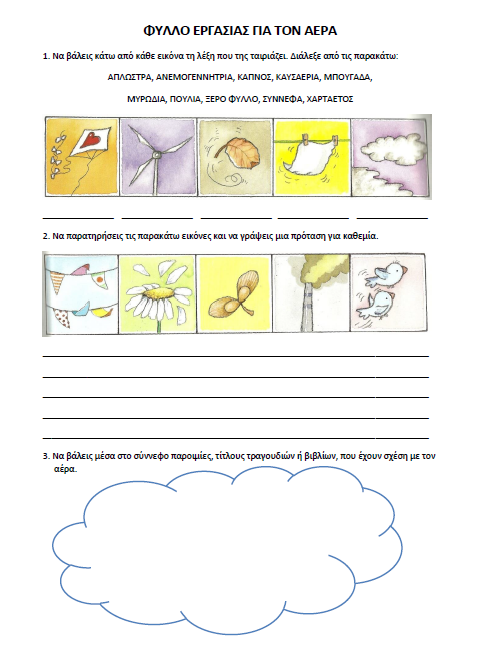 ΦΥΛΛΟ ΕΡΓΑΣΙΑΣ ΓΙΑ ΤΟΝ ΑΕΡΑ
1. Να βάλεις κάτω από κάθε εικόνα τη λέξη που της ταιριάζει. Διάλεξε από τις παρακάτω:
ΑΠΛΩΣΤΡΑ, ΑΝΕΜΟΓΕΝΝΗΤΡΙΑ, ΚΑΠΝΟΣ, ΚΑΥΣΑΕΡΙΑ, ΜΠΟΥΓΑΔΑ,
ΜΥΡΩΔΙΑ, ΠΟΥΛΙΑ, ΞΕΡΟ ΦΥΛΛΟ, ΣΥΝΝΕΦΑ, ΧΑΡΤΑΕΤΟΣ
2. Να παρατηρήσεις τις παρακάτω εικόνες και να γράψεις μια πρόταση για καθεμία.
3. Να βάλεις μέσα στο σύννεφο παροιμίες, τίτλους τραγουδιών ή βιβλίων, που έχουν σχέση με τον
αέρα.